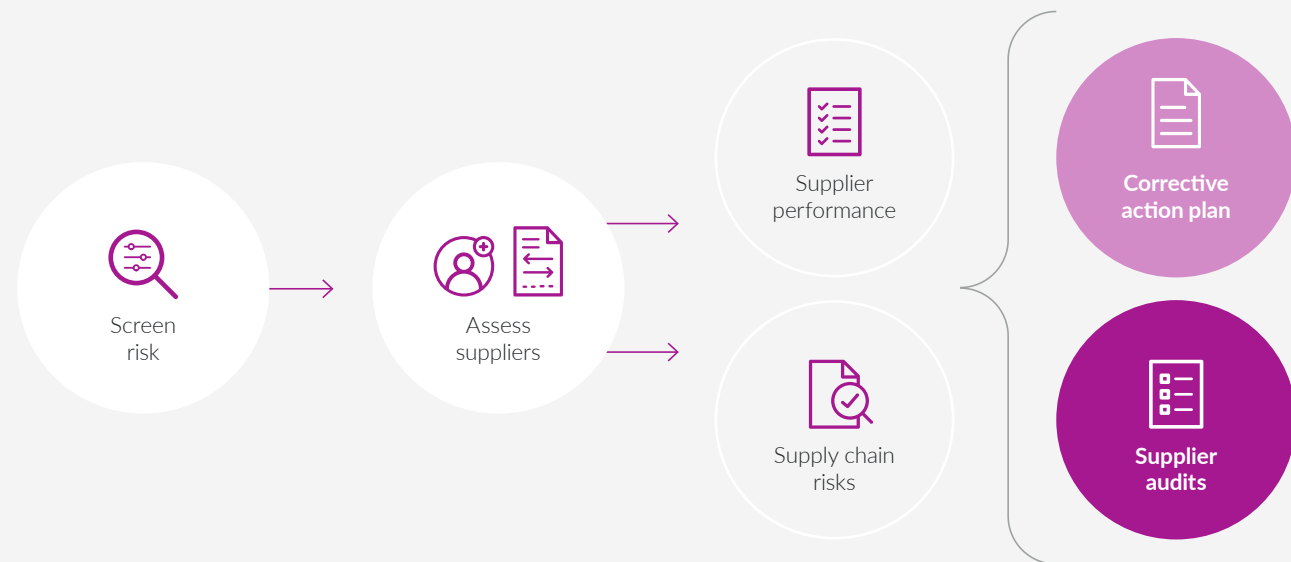 Screen
risk
Assess
suppliers
Supplier
performance
Supply chain
risks
Corrective
action plan
Supplier
audits